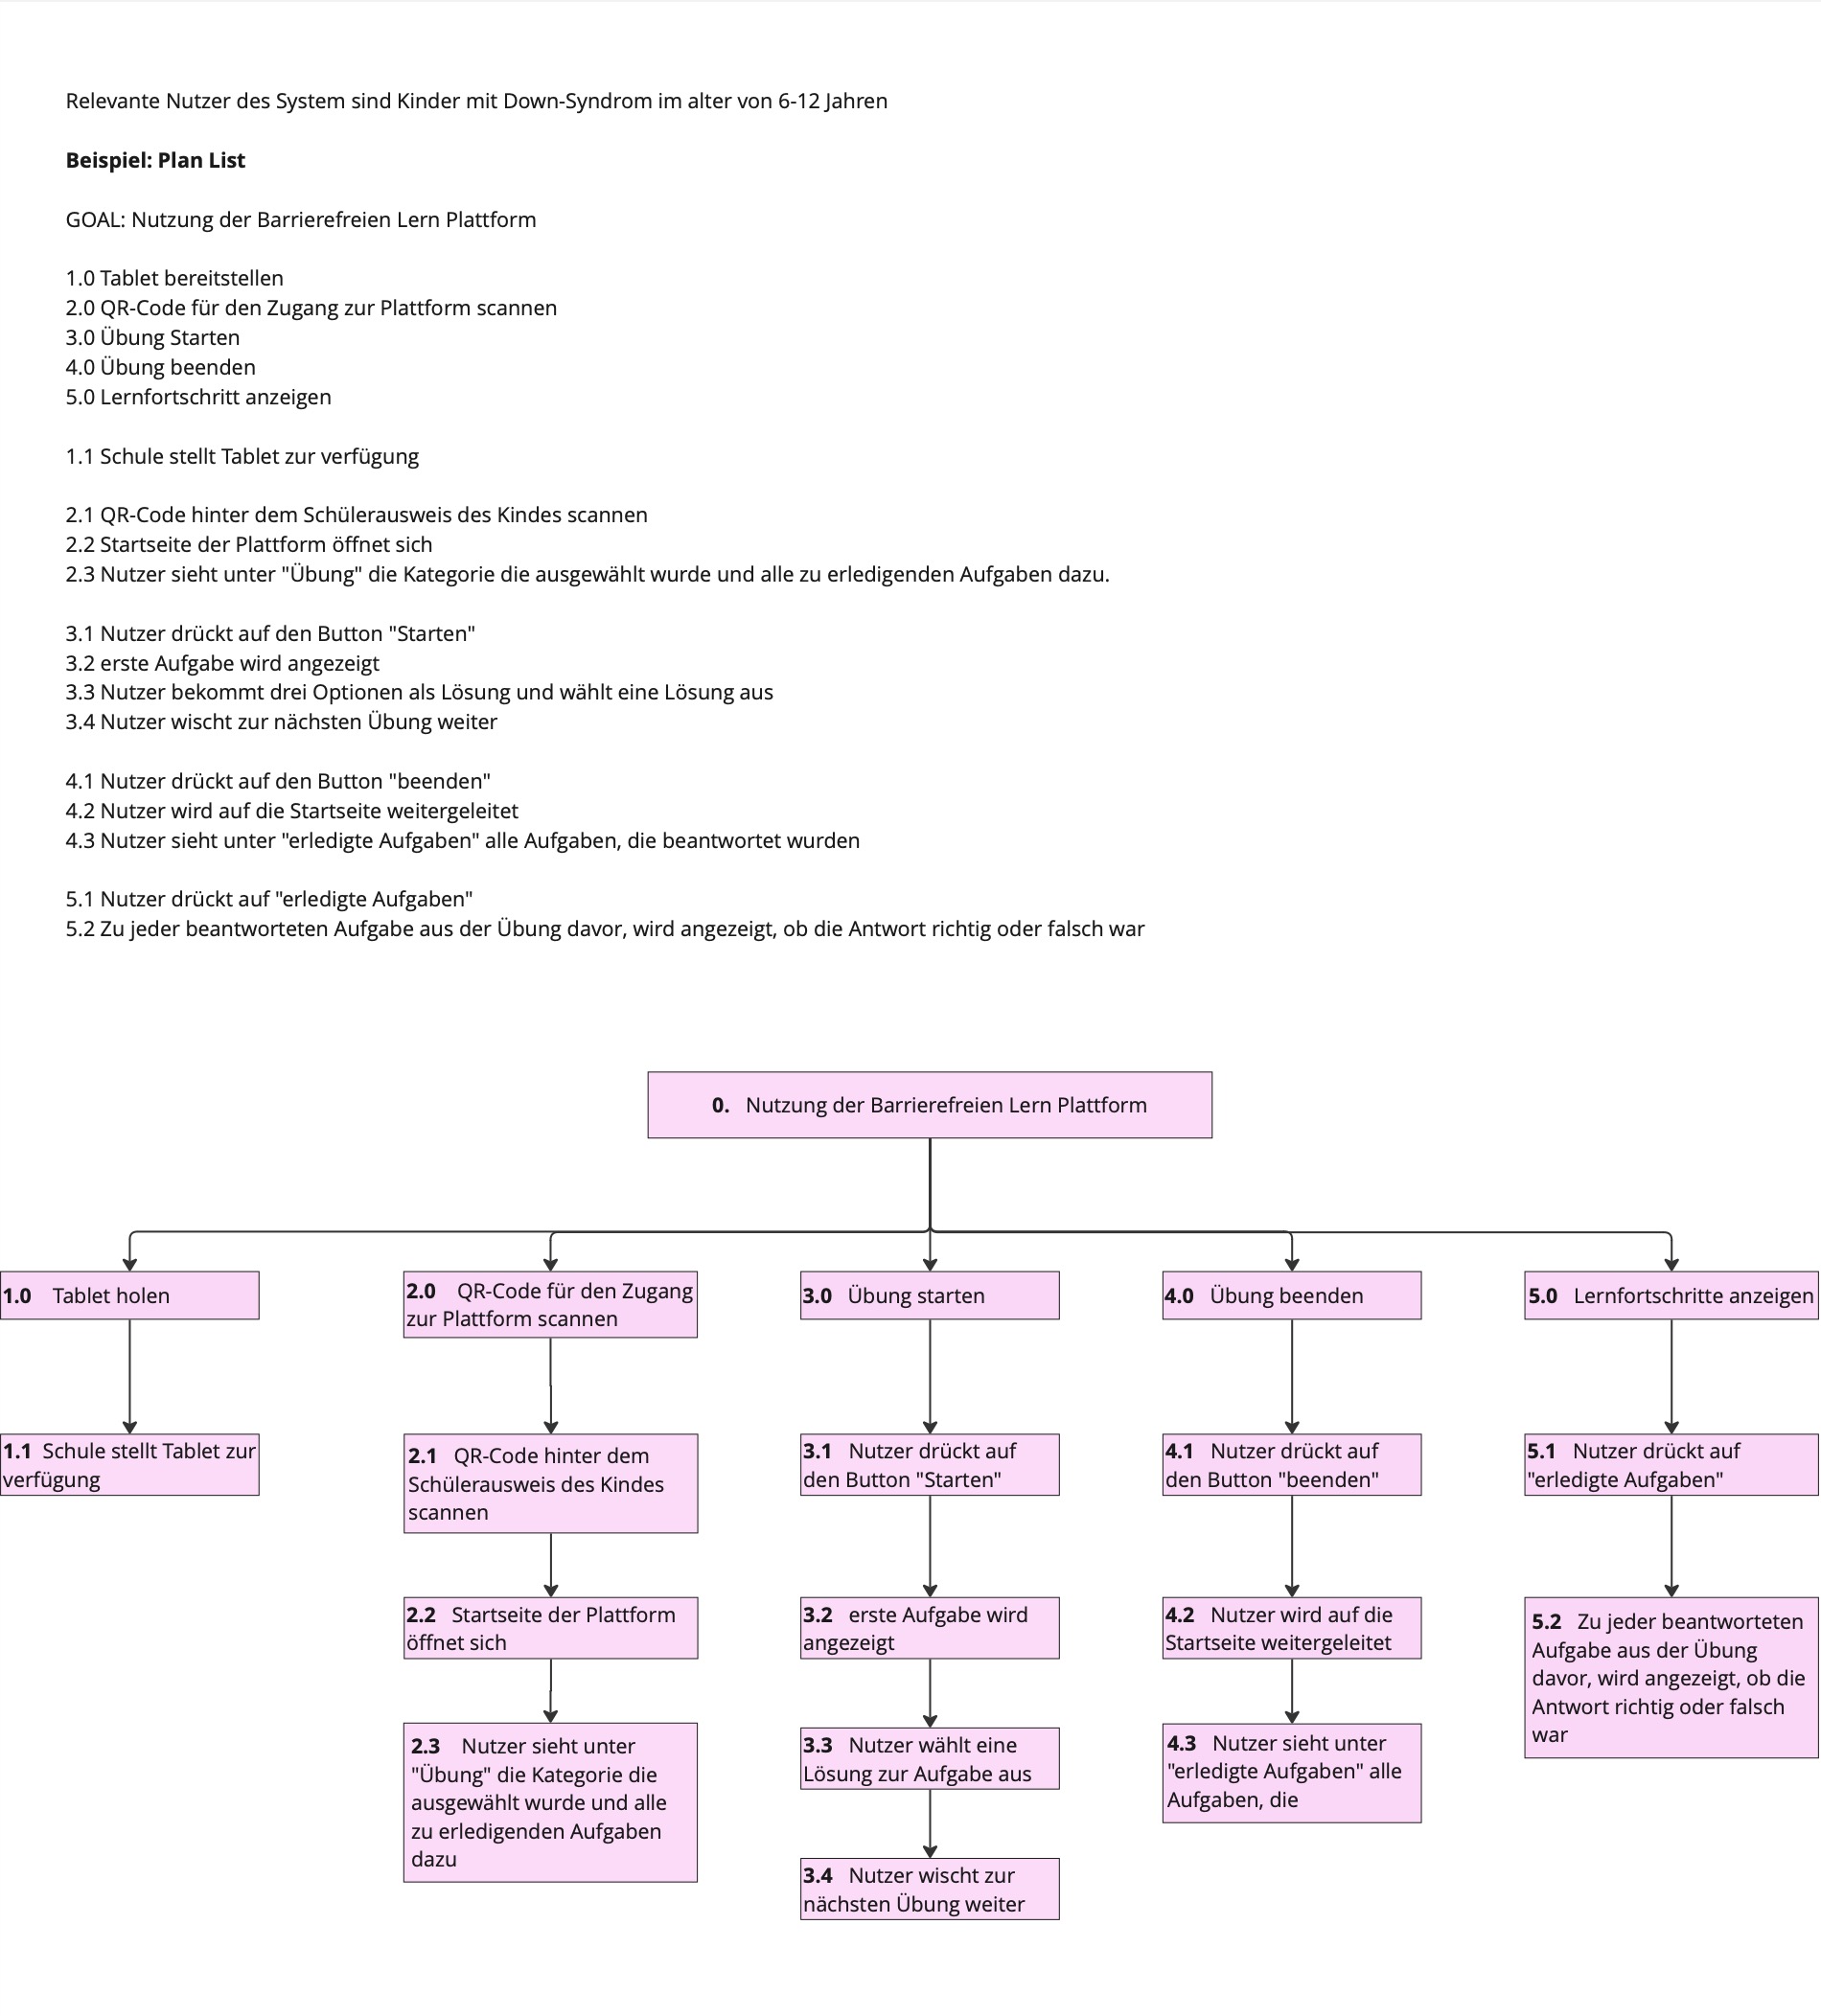 Relevante Nutzer des System sind Kinder mit Down-Syndrom im alter von 6-12 Jahren
Beispiel: Plan List
GOAL: Nutzung der Barrierefreien Lern Plattform
1.0 Tablet bereitstellen
2.0 QR-Code für den Zugang zur Plattform scannen
3.0 Übung Starten
4.0 Übung beenden
5.0 Lernfortschritt anzeigen
1.1 Schule stellt Tablet zur verfügung
2.1 QR-Code hinter dem Schülerausweis des Kindes scannen
2.2 Startseite der Plattform öffnet sich
2.3 Nutzer sieht unter "Übung" die Kategorie die ausgewählt wurde und alle zu erledigenden Aufgaben dazu.
3.1 Nutzer drückt auf den Button "Starten"
3.2 erste Aufgabe wird angezeigt
3.3 Nutzer bekommt drei Optionen als Lösung und wählt eine Lösung aus
3.4 Nutzer wischt zur nächsten Übung weiter
4.1 Nutzer drückt auf den Button "beenden"
4.2 Nutzer wird auf die Startseite weitergeleitet
4.3 Nutzer sieht unter "erledigte Aufgaben" alle Aufgaben, die beantwortet wurden
5.1 Nutzer drückt auf "erledigte Aufgaben"
5.2 Zu jeder beantworteten Aufgabe aus der Übung davor, wird angezeigt, ob die Antwort richtig oder falsch war
0. Nutzung der Barrierefreien Lern Plattform
1.0 Tablet holen
1.1 Schule stellt Tablet zur
verfügung
2.0 QR-Code für den Zugang
zur Plattform scannen
2.1 QR-Code hinter dem
Schülerausweis des Kindes
scannen
2.2 Startseite der Plattform
öffnet sich
2.3 Nutzer sieht unter
"Übung" die Kategorie die
ausgewählt wurde und alle
zu erledigenden Aufgaben
dazu
3.0 Übung starten
3.1 Nutzer drückt auf
den Button "Starten"
3.2 erste Aufgabe wird
angezeigt
3.3 Nutzer wählt eine
Lösung zur Aufgabe aus
3.4 Nutzer wischt zur
nächsten Übung weiter
4.0 Übung beenden
4.1 Nutzer drückt auf
den Button "beenden"
4.2 Nutzer wird auf die
Startseite weitergeleitet
4.3 Nutzer sieht unter
"erledigte Aufgaben" alle
Aufgaben, die
5.0 Lernfortschritte anzeigen
5.1 Nutzer drückt auf
"erledigte Aufgaben"
5.2 Zu jeder beantworteten
Aufgabe aus der Übung
davor, wird angezeigt, ob die
Antwort richtig oder falsch
war